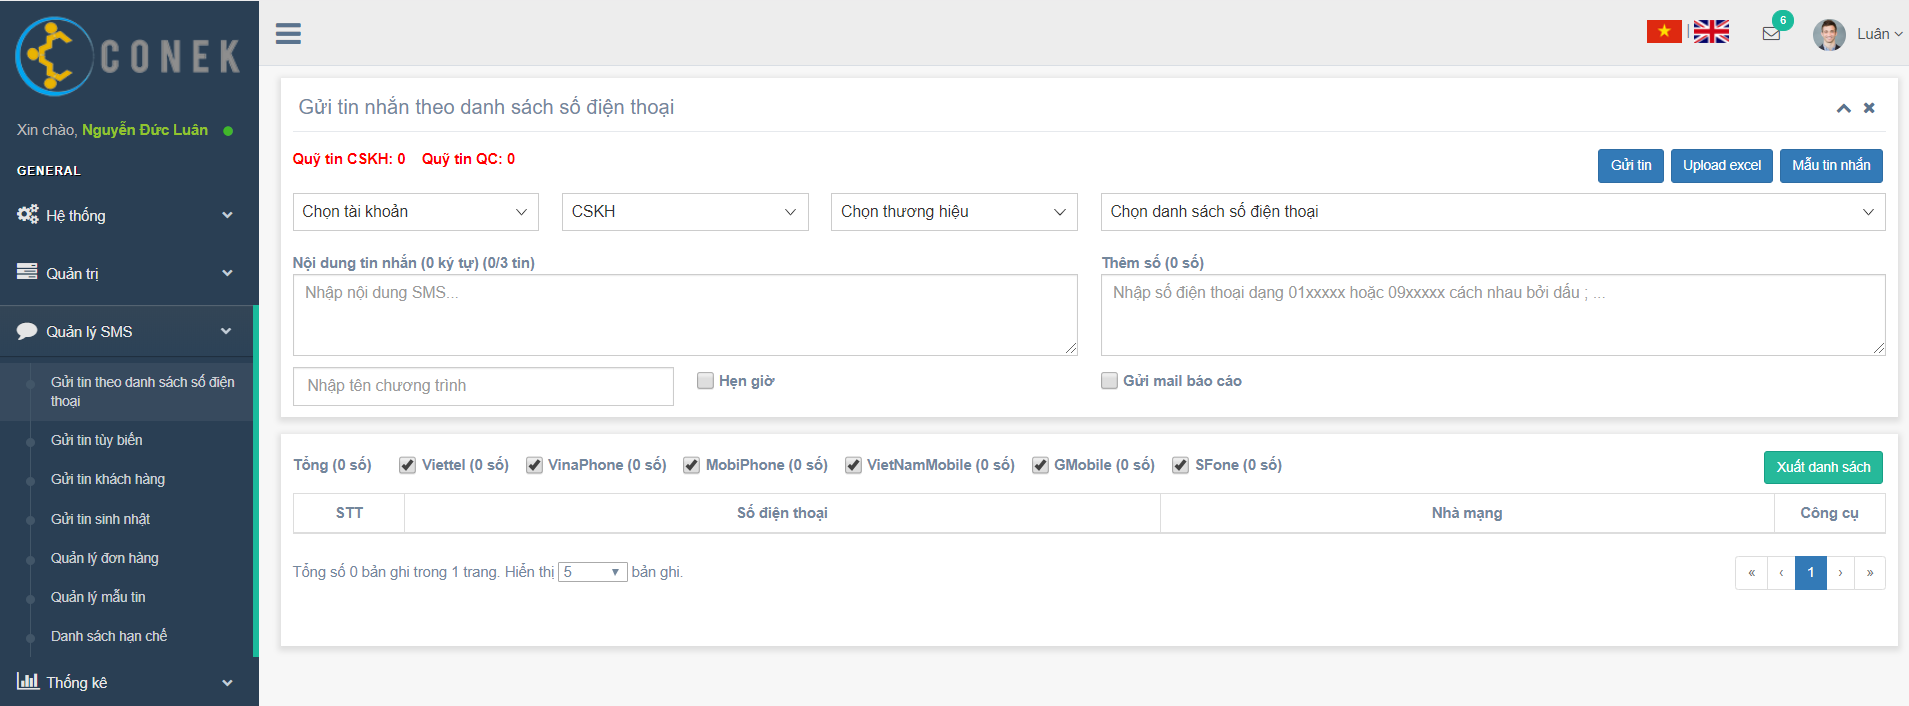 CONEK
Xin chào, Nguyễn Đức Luân
GENERAL
Hệ thống
Quản trị
Quản lý SMS
Gửi tin theo danh sách số điện
thoại
Gửi tin tùy biến
Gửi tin khách hàng
Gửi tin sinh nhật
Quản lý đơn hàng
Quản lý mẫu tin
Danh sách hạn chế
Thống kê
6
Luân
Gửi tin nhắn theo danh sách số điện thoại
Quỹ tin CSKH: 0 Quỹ tin QC: 0
Gửi tin Upload excel Mẫu tin nhắn
Chọn tài khoản CSKH Chọn thương hiệu Chọn danh sách số điện thoại
Nội dung tin nhắn (0 ký tự) (0/3 tin) Thêm số (0 số)
Nhập nội dung SMS... Nhập số điện thoại dạng 01xxxxx hoặc 09xxxxx cách nhau bởi dấu ; ...
Nhập tên chương trình Hẹn giờ Gửi mail báo cáo
Tổng (0 số) Viettel (0 số) VinaPhone (0 số) MobiPhone (0 số) VietNamMobile (0 số) GMobile (0 số) SFone (0 số)
Xuất danh sách
STT Số điện thoại Nhà mạng Công cụ
Tổng số 0 bản ghi trong 1 trang. Hiển thị 5 bản ghi.
« ‹ 1 › »